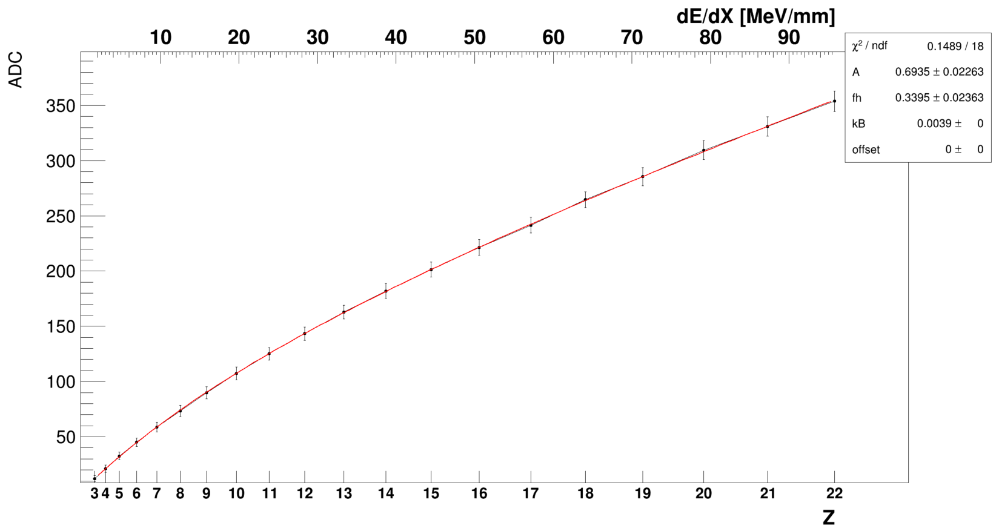 dE/dX [MeV/mm]
10 20 30 40 50 60 70 80 90
χ² / ndf 0.1489 / 18
A 0.6935 ± 0.02263
fh 0.3395 ± 0.02363
kB 0.0039 ± 0
offset 0 ± 0
ADC
350
300
250
200
150
100
50
3 4 5 6 7 8 9 10 11 12 13 14 15 16 17 18 19 20 21 22
Z